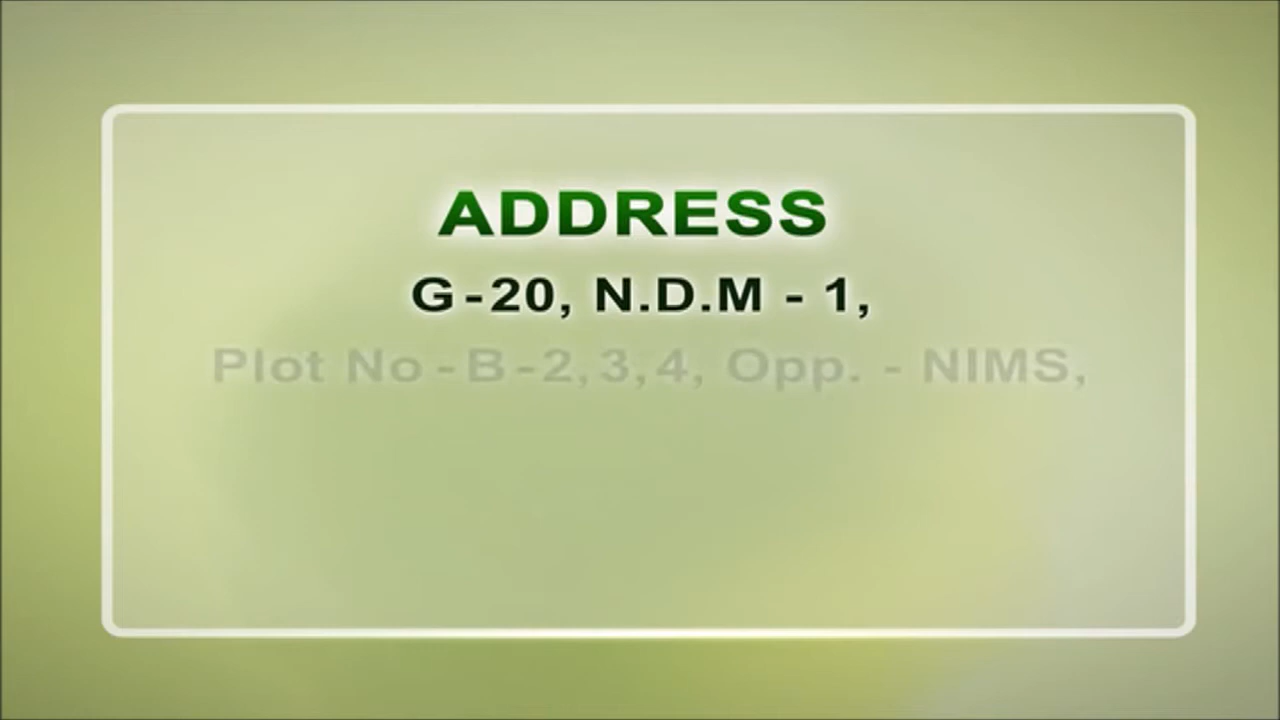 ADDRESS
G-20, N.D.M - 1,
Plot No-B-2,3,4, Opp. - NIMS,